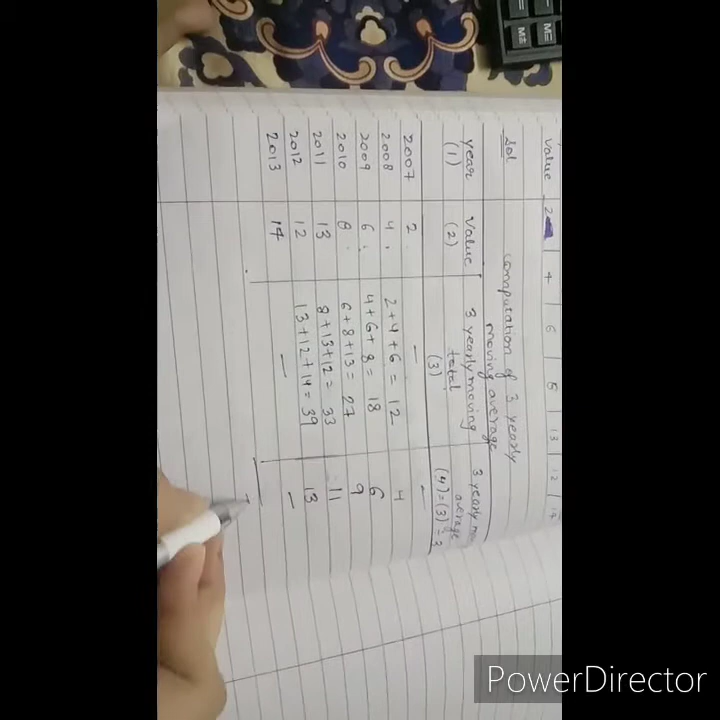 Value 2 4 6 5 13 12 14
Sol computation of 3 yearly
moving average
year Value 3 yearly moving 3 yearly
(1) (2) total average
(3) (4)=(3)÷3
2007 2 — —
2008 4 2+4+6 = 12 4
2009 6 4+6+8 = 18 6
2010 8 6+8+13 = 27 9
2011 13 8+13+12 = 33 11
2012 12 13+12+14 = 39 13
2013 14 — —
M=
PowerDirector